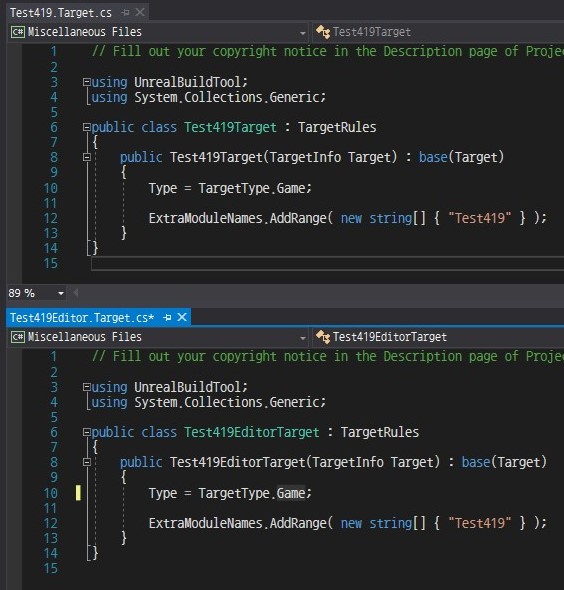 Test419.Target.cs
Miscellaneous Files Test419Target
1 // Fill out your copyright notice in the Description page of Projec
2
3 using UnrealBuildTool;
4 using System.Collections.Generic;
5
6 public class Test419Target : TargetRules
7 {
8 public Test419Target(TargetInfo Target) : base(Target)
9 {
10 Type = TargetType.Game;
11
12 ExtraModuleNames.AddRange( new string[] { "Test419" } );
13 }
14 }
15
89 %
Test419Editor.Target.cs*
Miscellaneous Files Test419EditorTarget
1 // Fill out your copyright notice in the Description page of Projec
2
3 using UnrealBuildTool;
4 using System.Collections.Generic;
5
6 public class Test419EditorTarget : TargetRules
7 {
8 public Test419EditorTarget(TargetInfo Target) : base(Target)
9 {
10 Type = TargetType.Game;
11
12 ExtraModuleNames.AddRange( new string[] { "Test419" } );
13 }
14 }
15